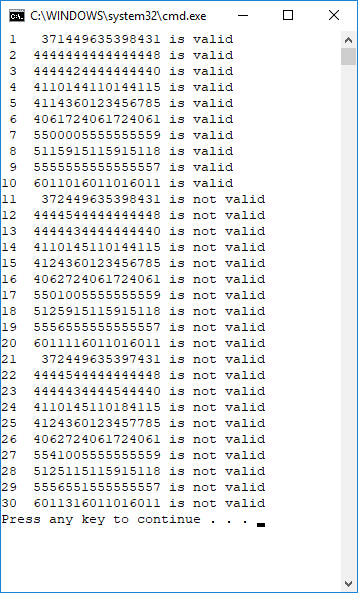 C:\WINDOWS\system32\cmd.exe
1 371449635398431 is valid
2 4444444444444448 is valid
3 4444424444444440 is valid
4 4110144110144115 is valid
5 4114360123456785 is valid
6 4061724061724061 is valid
7 5500005555555559 is valid
8 5115915115915118 is valid
9 5555555555555557 is valid
10 6011016011016011 is valid
11 372449635398431 is not valid
12 4444544444444448 is not valid
13 4444434444444440 is not valid
14 4110145110144115 is not valid
15 4124360123456785 is not valid
16 4062724061724061 is not valid
17 5501005555555559 is not valid
18 5125915115915118 is not valid
19 5556555555555557 is not valid
20 6011116011016011 is not valid
21 372449635397431 is not valid
22 4444544444444448 is not valid
23 4444434444544440 is not valid
24 4110145110184115 is not valid
25 4124360123457785 is not valid
26 4062724061724061 is not valid
27 5541005555555559 is not valid
28 5125115115915118 is not valid
29 5556551555555557 is not valid
30 6011316011016011 is not valid
Press any key to continue . . .